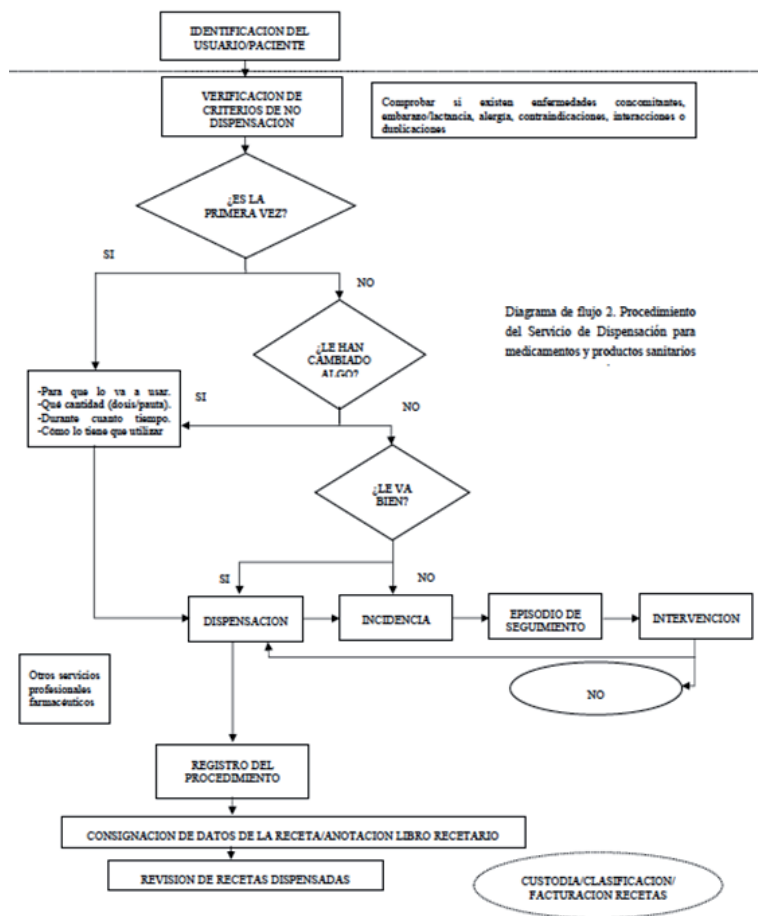 IDENTIFICACION DEL
USUARIO/PACIENTE
VERIFICACION DE
CRITERIOS DE NO
DISPENSACION
Comprobar si existen enfermedades concomitantes,
embarazo/lactancia, alergia, contraindicaciones, interacciones o
duplicaciones
¿ES LA
PRIMERA VEZ?
SI
NO
Diagrama de flujo 2. Procedimiento
del Servicio de Dispensación para
medicamentos y productos sanitarios
¿LE HAN
CAMBIADO
ALGO?
-Para que lo va a usar.
-Qué cantidad (dosis/pauta).
-Durante cuanto tiempo.
-Cómo lo tiene que utilizar
SI
NO
¿LE VA
BIEN?
SI
NO
DISPENSACION
INCIDENCIA
EPISODIO DE
SEGUIMIENTO
INTERVENCION
Otros servicios
profesionales
farmacéuticos
NO
REGISTRO DEL
PROCEDIMIENTO
CONSIGNACION DE DATOS DE LA RECETA/ANOTACION LIBRO RECETARIO
REVISION DE RECETAS DISPENSADAS
CUSTODIA/CLASIFICACION/
FACTURACION RECETAS